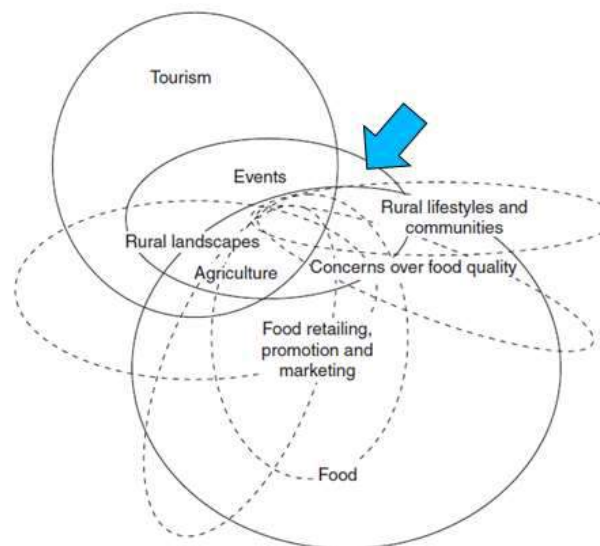 Tourism
Events
Rural lifestyles and
communities
Rural landscapes
Agriculture
Concerns over food quality
Food retailing,
promotion and
marketing
Food